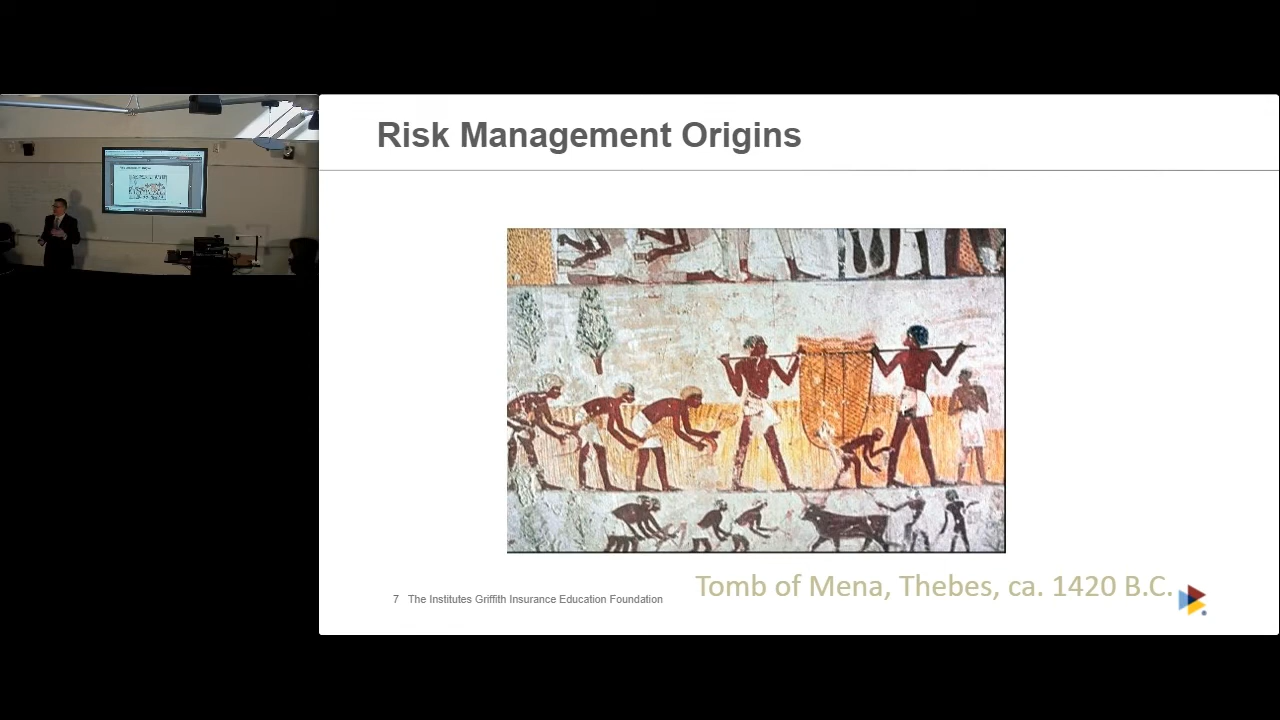 Risk Management Origins
Tomb of Mena, Thebes, ca. 1420 B.C.
7 The Institutes Griffith Insurance Education Foundation